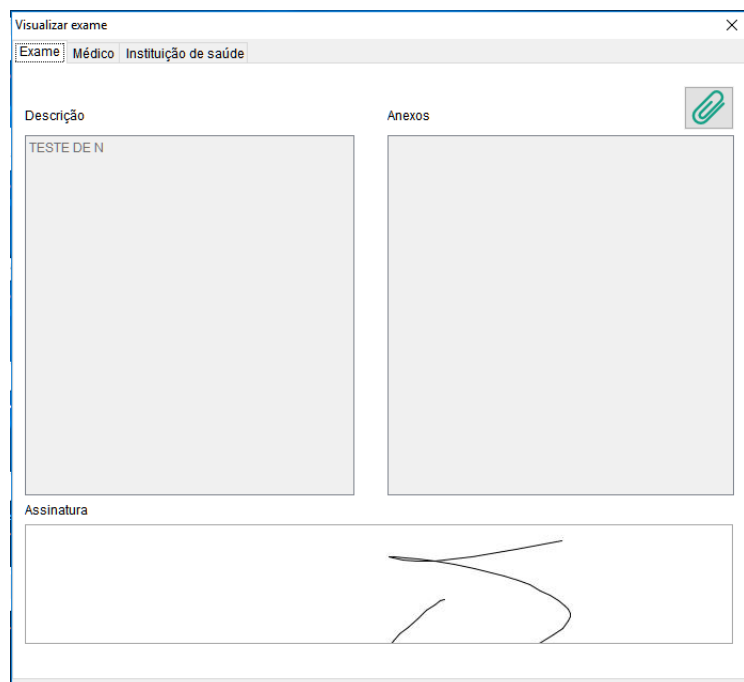 Visualizar exame
Exame Médico Instituição de saúde
Descrição Anexos
TESTE DE N
Assinatura